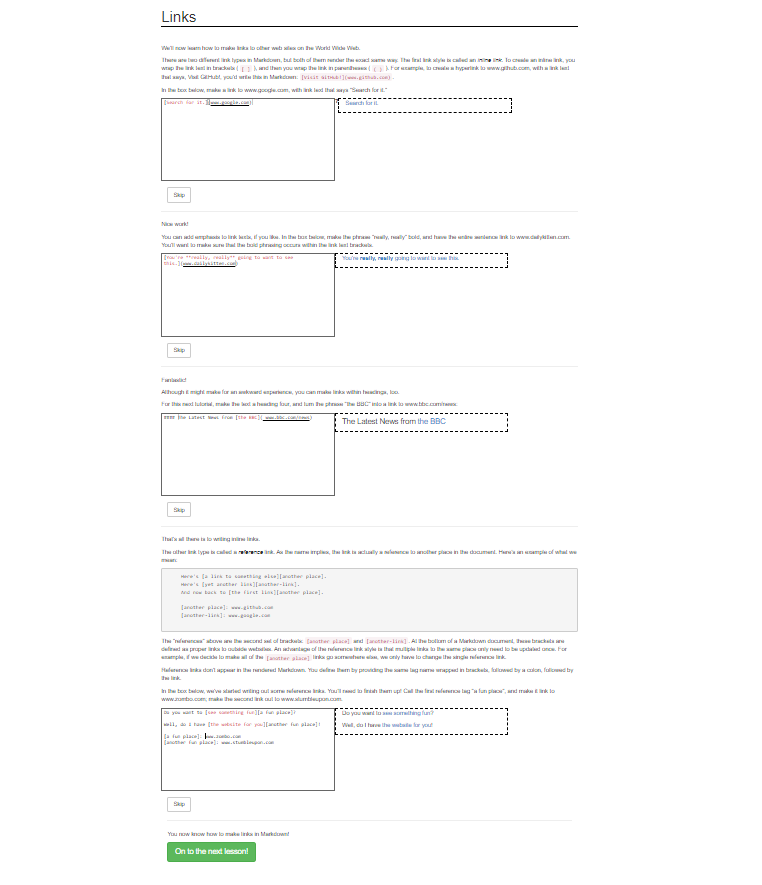 Links
We'll now learn how to make links to other web sites on the World Wide Web.
There are two different link types in Markdown, but both of them render the exact same way. The first link style is called an inline link. To create an inline link, you
wrap the link text in brackets ( [ ] ), and then you wrap the link in parentheses ( ( ) ). For example, to create a hyperlink to www.github.com, with a link text
that says, Visit GitHub!, you'd write this in Markdown: [Visit GitHub!](www.github.com) .
In the box below, make a link to www.google.com, with link text that says "Search for it."
[Search for it.](www.google.com)
Search for it.
Skip
Nice work!
You can add emphasis to link texts, if you like. In the box below, make the phrase "really, really" bold, and have the entire sentence link to www.dailykitten.com.
You'll want to make sure that the bold phrasing occurs within the link text brackets.
[You're **really, really** going to want to see
this.](www.dailykitten.com)
You're really, really going to want to see this.
Skip
Fantastic!
Although it might make for an awkward experience, you can make links within headings, too.
For this next tutorial, make the text a heading four, and turn the phrase "the BBC" into a link to www.bbc.com/news.
#### The Latest News from [the BBC]( www.bbc.com/news)
The Latest News from the BBC
Skip
That's all there is to writing inline links.
The other link type is called a reference link. As the name implies, the link is actually a reference to another place in the document. Here's an example of what we
mean:
Here's [a link to something else][another place].
Here's [yet another link][another-link].
And now back to [the first link][another place].
[another place]: www.github.com
[another-link]: www.google.com
The "references" above are the second set of brackets: [another place] and [another-link] . At the bottom of a Markdown document, these brackets are
defined as proper links to outside websites. An advantage of the reference link style is that multiple links to the same place only need to be updated once. For
example, if we decide to make all of the [another place] links go somewhere else, we only have to change the single reference link.
Reference links don't appear in the rendered Markdown. You define them by providing the same tag name wrapped in brackets, followed by a colon, followed by
the link.
In the box below, we've started writing out some reference links. You'll need to finish them up! Call the first reference tag "a fun place", and make it link to
www.zombo.com; make the second link out to www.stumbleupon.com.
Do you want to [see something fun][a fun place]?
Well, do I have [the website for you][another fun place]!
[a fun place]: www.zombo.com
[another fun place]: www.stumbleupon.com
Do you want to see something fun?
Well, do I have the website for you!
Skip
You now know how to make links in Markdown!
On to the next lesson!